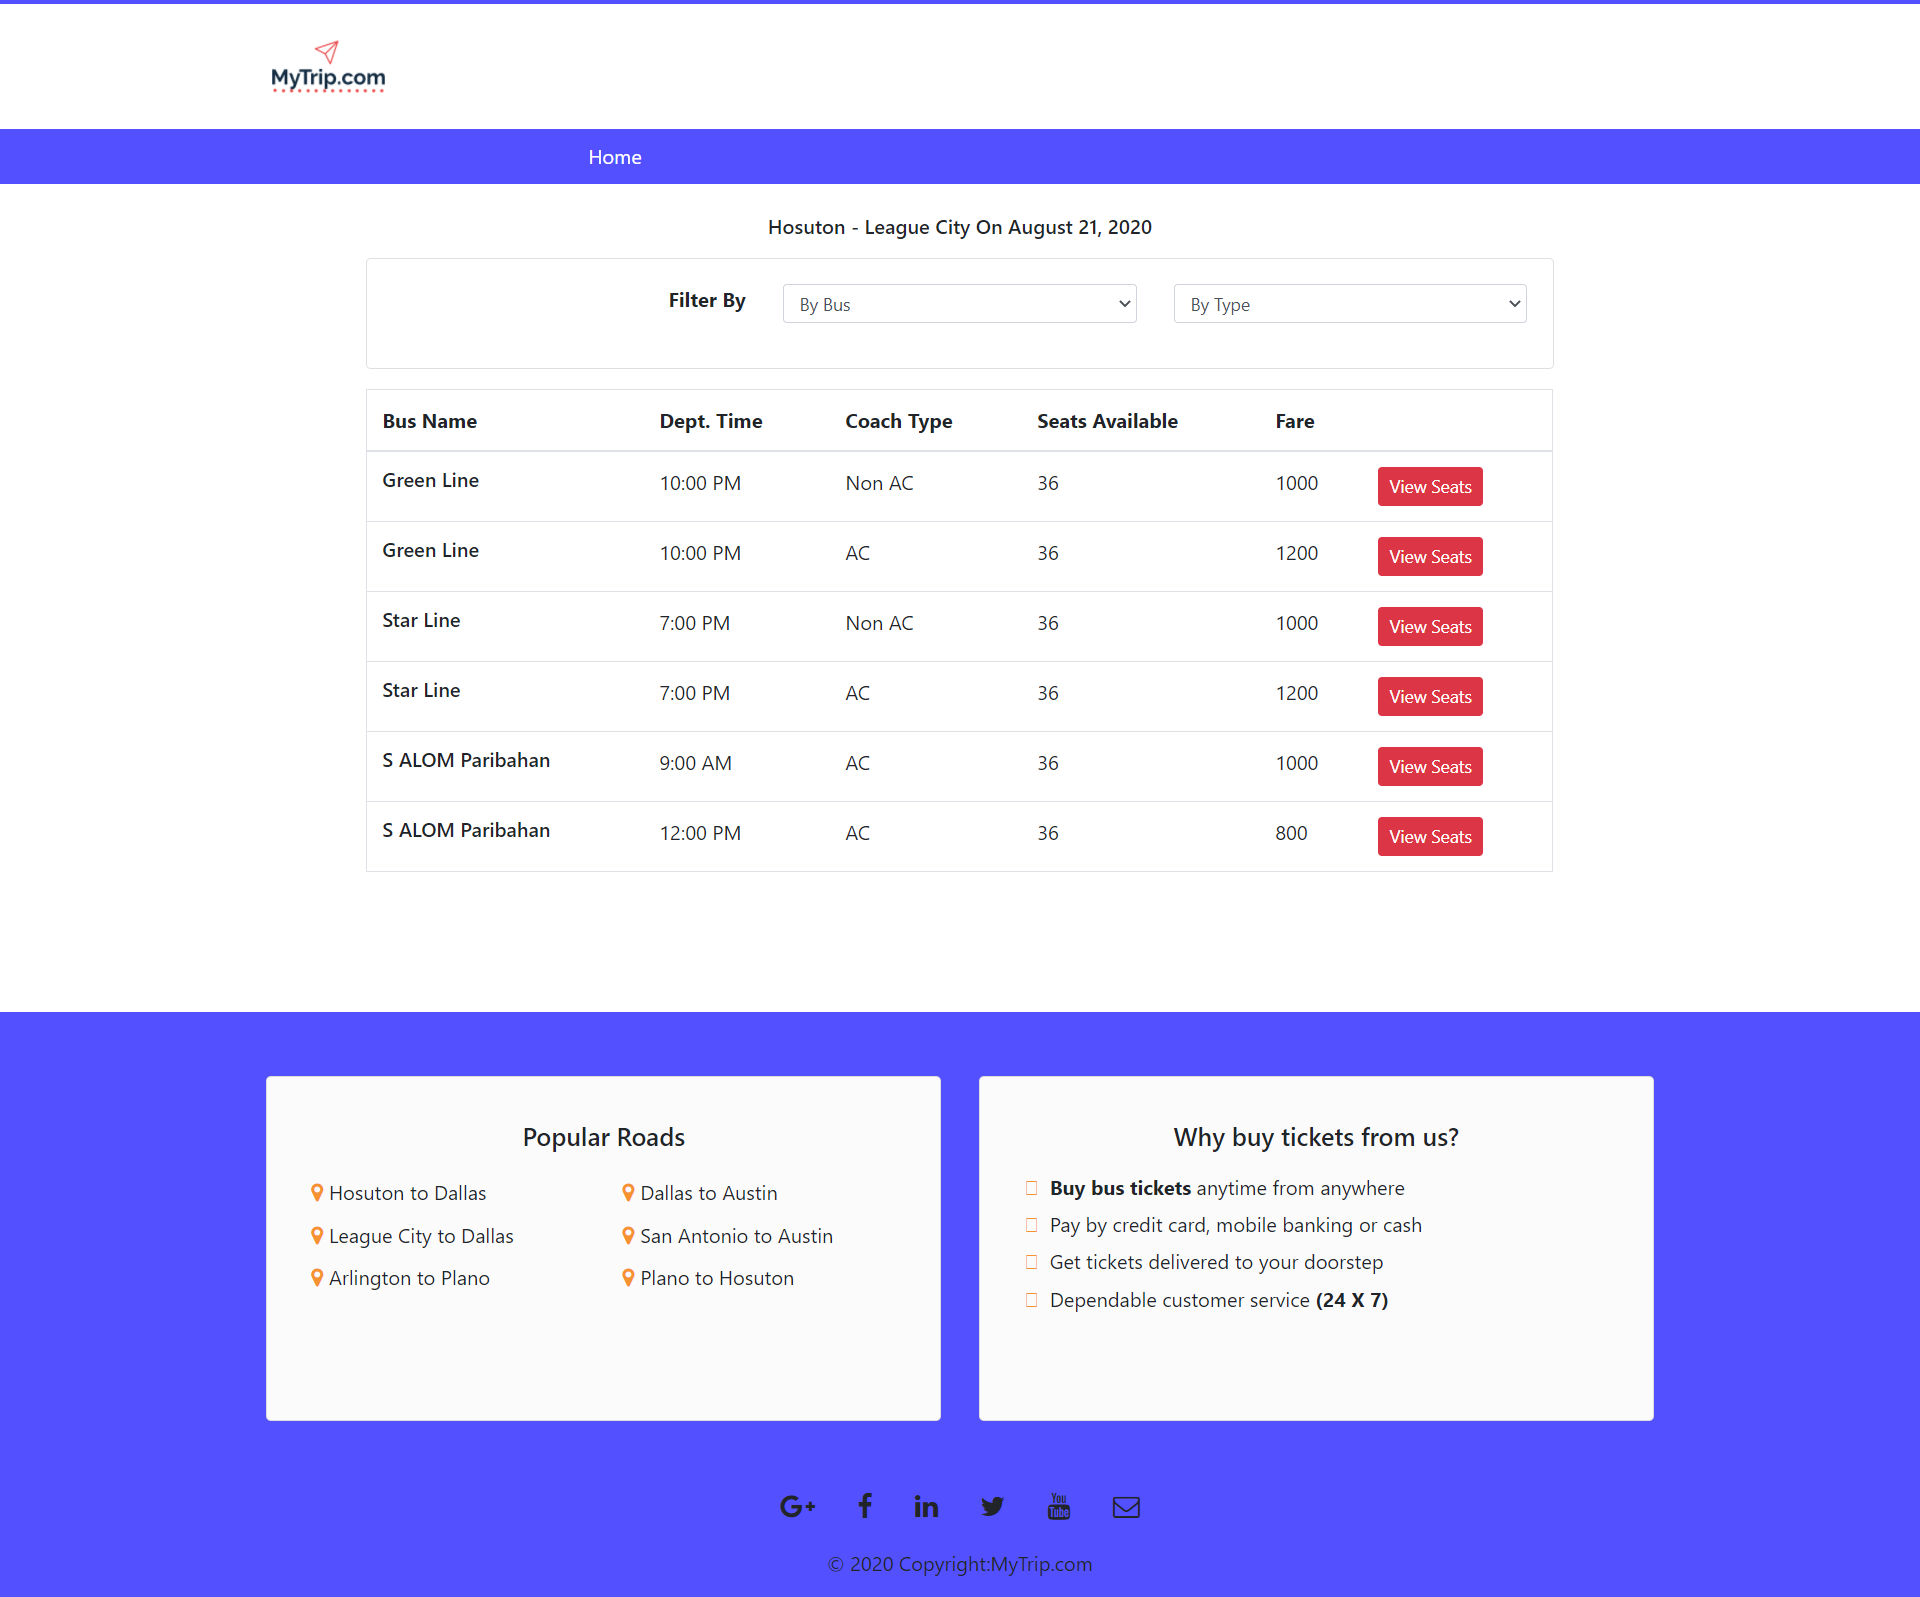 MyTrip.com
Home
Hosuton - League City On August 21, 2020
Filter By By Bus By Type
Bus Name Dept. Time Coach Type Seats Available Fare
Green Line 10:00 PM Non AC 36 1000 View Seats
Green Line 10:00 PM AC 36 1200 View Seats
Star Line 7:00 PM Non AC 36 1000 View Seats
Star Line 7:00 PM AC 36 1200 View Seats
S ALOM Paribahan 9:00 AM AC 36 1000 View Seats
S ALOM Paribahan 12:00 PM AC 36 800 View Seats
Popular Roads
Hosuton to Dallas
Dallas to Austin
League City to Dallas
San Antonio to Austin
Arlington to Plano
Plano to Hosuton
Why buy tickets from us?
Buy bus tickets anytime from anywhere
Pay by credit card, mobile banking or cash
Get tickets delivered to your doorstep
Dependable customer service (24 X 7)
You
Tube
© 2020 Copyright:MyTrip.com